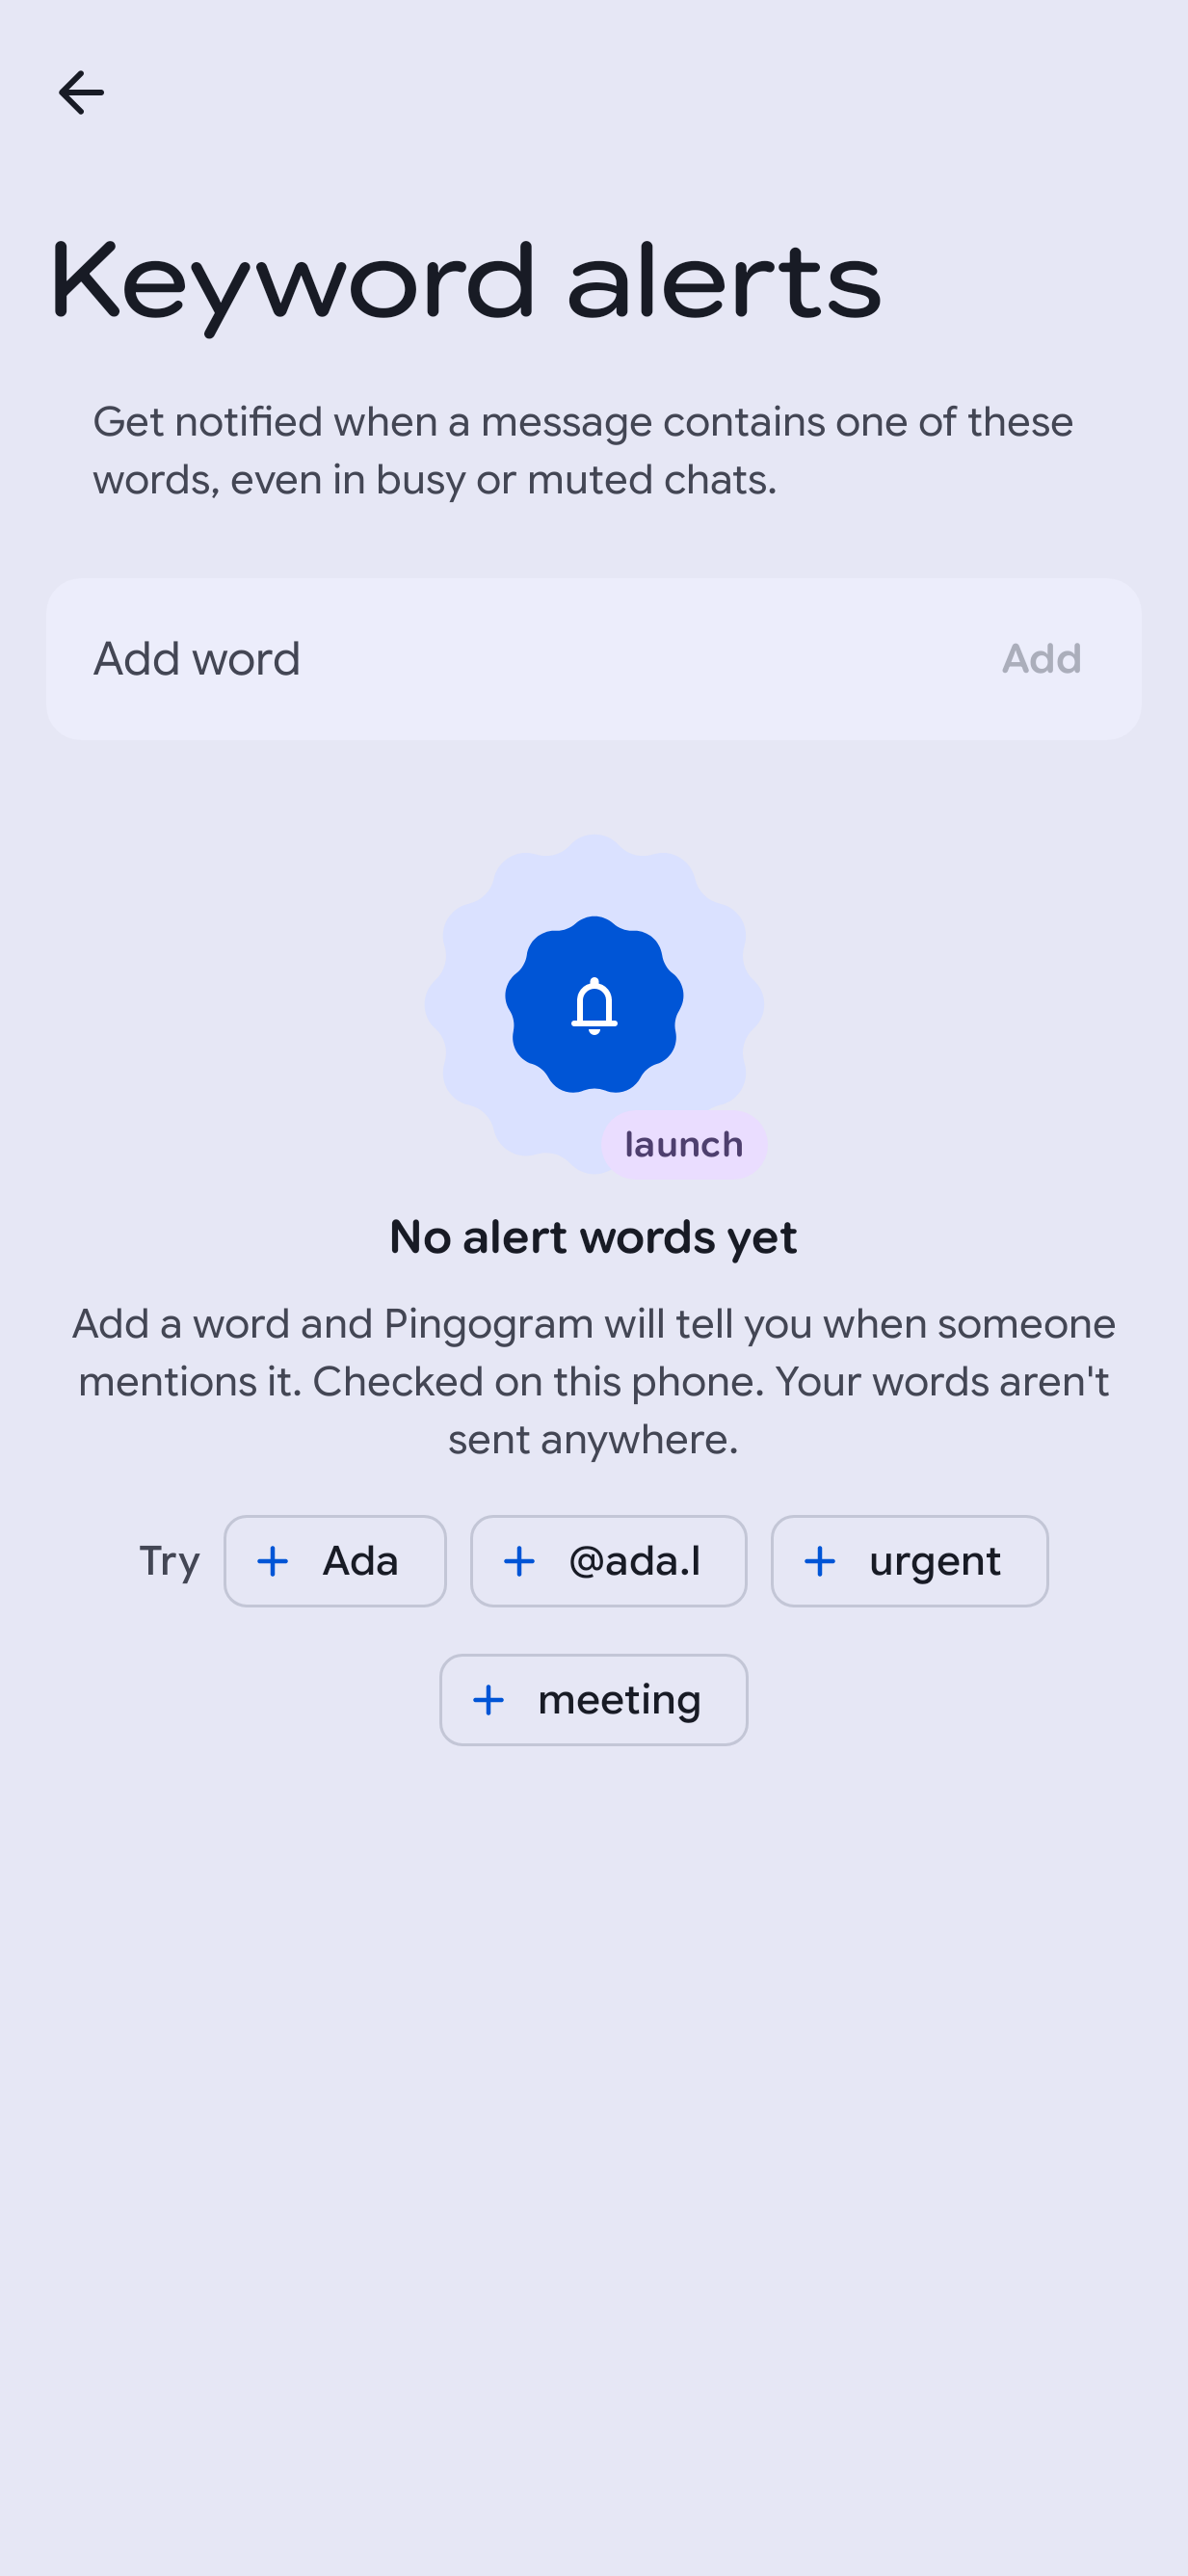 Keyword alerts
Get notified when a message contains one of these
words, even in busy or muted chats.
Add word Add
launch
No alert words yet
Add a word and Pingogram will tell you when someone
mentions it. Checked on this phone. Your words aren't
sent anywhere.
Try Ada @ada.l urgent
meeting